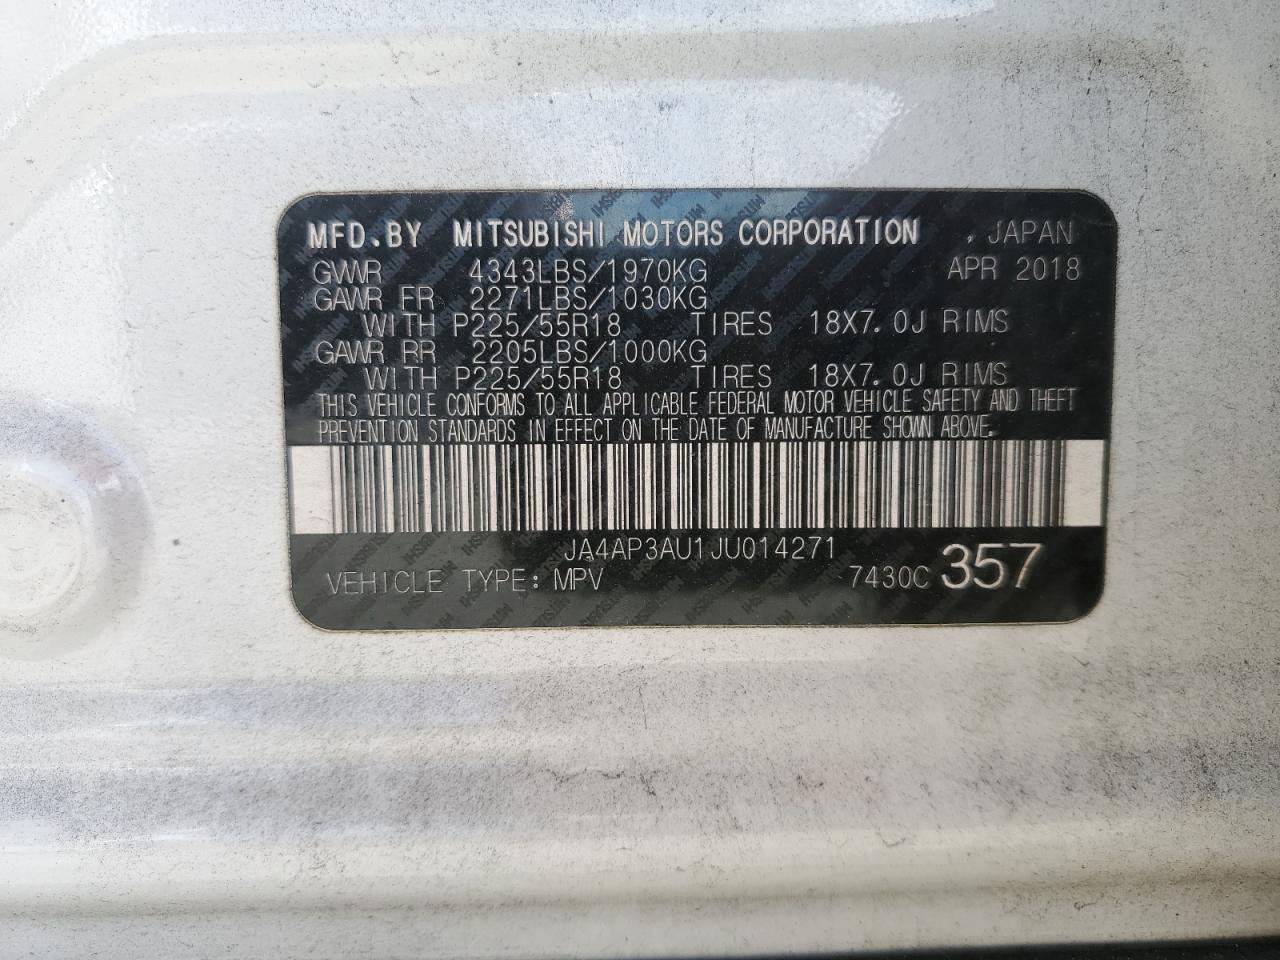 MFD.BY MITSUBISHI MOTORS CORPORATION , JAPAN
GVWR 4343LBS/1970KG APR 2018
GAWR FR 2271LBS/1030KG
WITH P225/55R18 TIRES 18X7.0J RIMS
GAWR RR 2205LBS/1000KG
WITH P225/55R18 TIRES 18X7.0J RIMS
THIS VEHICLE CONFORMS TO ALL APPLICABLE FEDERAL MOTOR VEHICLE SAFETY AND THEFT
PREVENTION STANDARDS IN EFFECT ON THE DATE OF MANUFACTURE SHOWN ABOVE.
JA4AP3AU1JU014271
VEHICLE TYPE: MPV 7430C 357